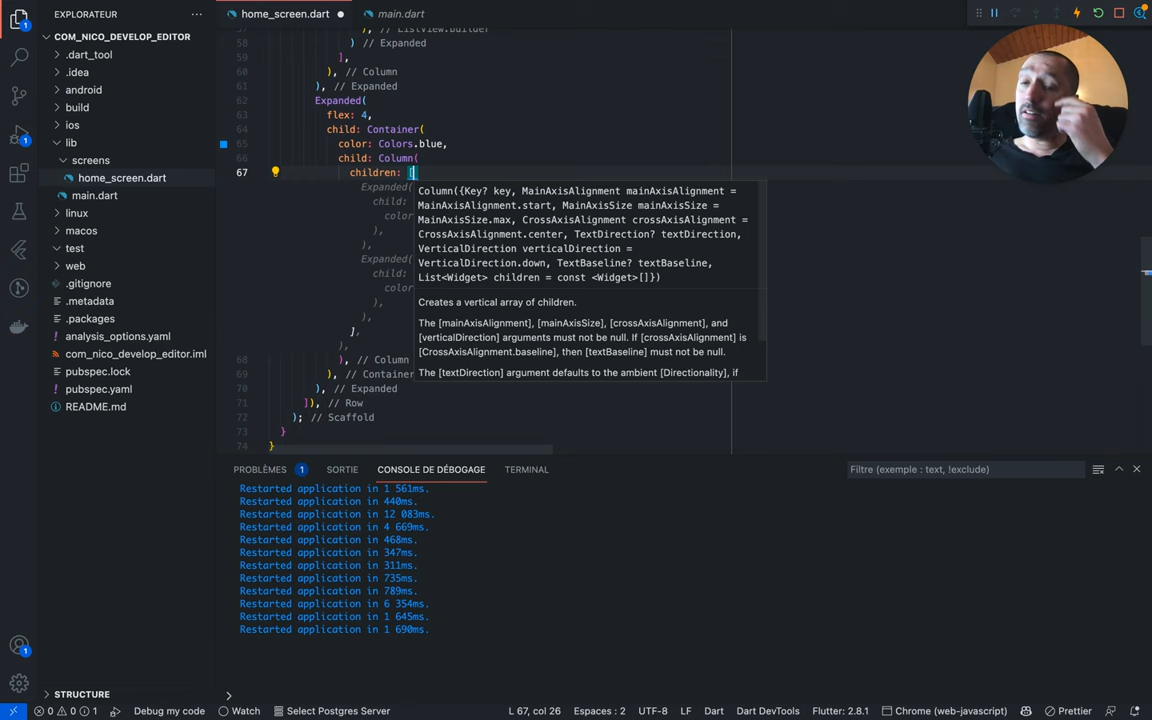 EXPLORATEUR
COM_NICO_DEVELOP_EDITOR
.dart_tool
.idea
android
build
ios
lib
screens
home_screen.dart
main.dart
linux
macos
test
web
.gitignore
.metadata
.packages
analysis_options.yaml
com_nico_develop_editor.iml
pubspec.lock
pubspec.yaml
README.md
STRUCTURE
home_screen.dart
main.dart
), // ListView.builder
58 ) // Expanded
59 ],
60 ), // Column
61 ), // Expanded
62 Expanded(
63 flex: 4,
64 child: Container(
65 color: Colors.blue,
66 child: Column(
67 children: [
Expanded(
child:
color
),
),
Expanded(
child:
color
),
),
],
),
68 ), // Column
69 ), // Container
70 ), // Expanded
71 ]), // Row
72 ); // Scaffold
73 }
74 }
Column({Key? key, MainAxisAlignment mainAxisAlignment =
MainAxisAlignment.start, MainAxisSize mainAxisSize =
MainAxisSize.max, CrossAxisAlignment crossAxisAlignment =
CrossAxisAlignment.center, TextDirection? textDirection,
VerticalDirection verticalDirection =
VerticalDirection.down, TextBaseline? textBaseline,
List<Widget> children = const <Widget>[]})
Creates a vertical array of children.
The [mainAxisAlignment], [mainAxisSize], [crossAxisAlignment], and
[verticalDirection] arguments must not be null. If [crossAxisAlignment] is
[CrossAxisAlignment.baseline], then [textBaseline] must not be null.
The [textDirection] argument defaults to the ambient [Directionality], if
PROBLÈMES 1 SORTIE CONSOLE DE DÉBOGAGE TERMINAL
Filtre (exemple : text, !exclude)
Restarted application in 1 561ms.
Restarted application in 440ms.
Restarted application in 12 083ms.
Restarted application in 4 669ms.
Restarted application in 468ms.
Restarted application in 347ms.
Restarted application in 311ms.
Restarted application in 735ms.
Restarted application in 789ms.
Restarted application in 6 354ms.
Restarted application in 1 645ms.
Restarted application in 1 690ms.
0 0 1 Debug my code Watch Select Postgres Server L 67, col 26 Espaces : 2 UTF-8 LF Dart Dart DevTools Flutter: 2.8.1 Chrome (web-javascript) Prettier